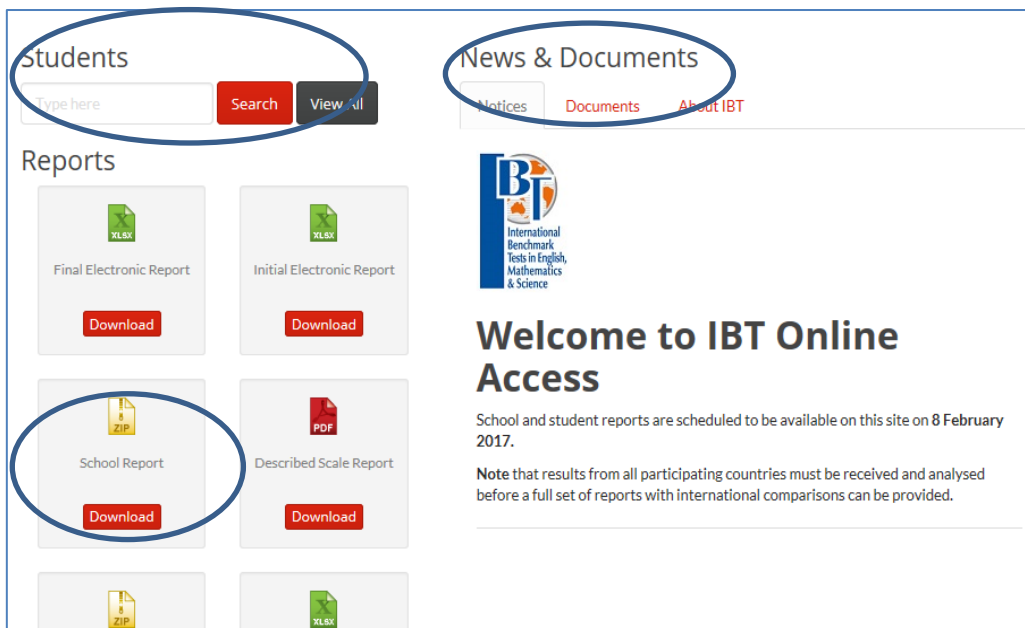 Students
Type here
Search
View All
Reports
XLSX
Final Electronic Report
Download
XLSX
Initial Electronic Report
Download
ZIP
School Report
Download
PDF
Described Scale Report
Download
ZIP
XLSX
News & Documents
Notices
Documents
About IBT
IBT
International
Benchmark
Tests in English,
Mathematics
& Science
Welcome to IBT Online
Access
School and student reports are scheduled to be available on this site on 8 February
2017.
Note that results from all participating countries must be received and analysed
before a full set of reports with international comparisons can be provided.